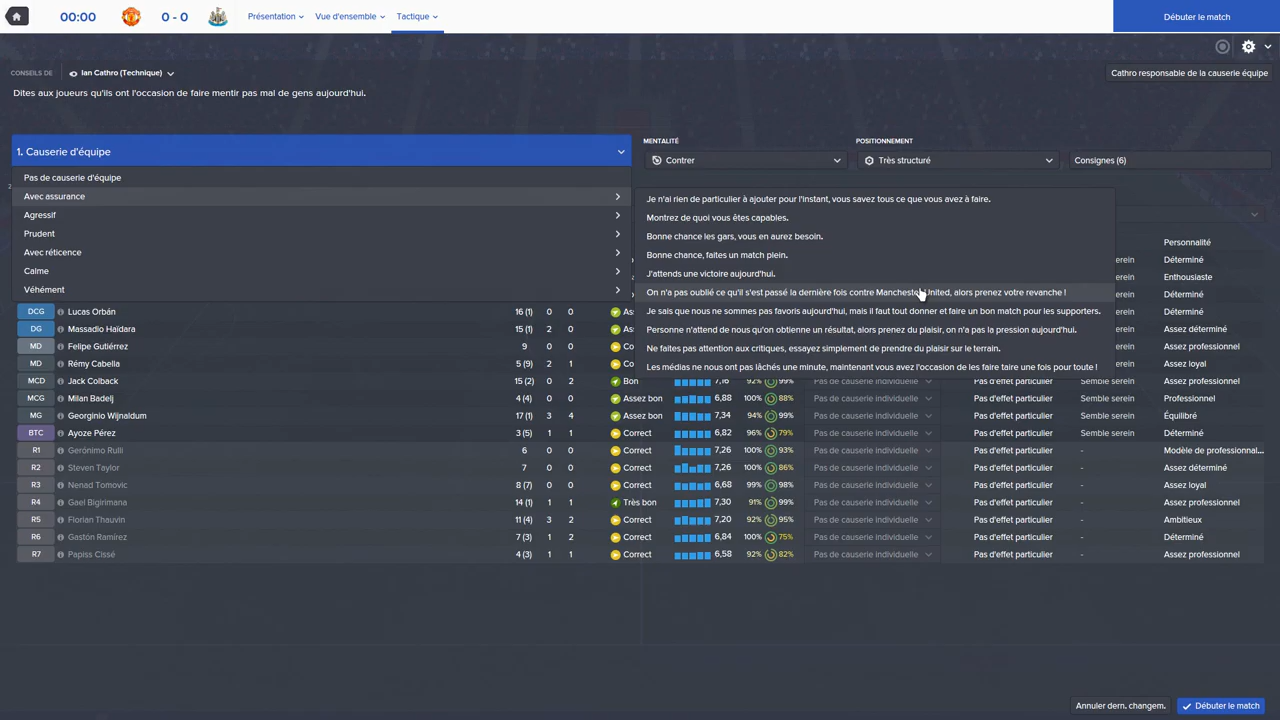 00:00 0 - 0 Présentation Vue d'ensemble Tactique Débuter le match
CONSEILS DE Ian Cathro (Technique) Cathro responsable de la causerie équipe
Dites aux joueurs qu'ils ont l'occasion de faire mentir pas mal de gens aujourd'hui.
MENTALITÉ POSITIONNEMENT
1. Causerie d'équipe Contrer Très structuré Consignes (6)
Pas de causerie d'équipe
Avec assurance
Agressif
Prudent
Avec réticence
Calme
Véhément
Je n'ai rien de particulier à ajouter pour l'instant, vous savez tous ce que vous avez à faire.
Montrez de quoi vous êtes capables.
Bonne chance les gars, vous en aurez besoin.
Bonne chance, faites un match plein.
J'attends une victoire aujourd'hui.
On n'a pas oublié ce qu'il s'est passé la dernière fois contre Manchester United, alors prenez votre revanche !
Je sais que nous ne sommes pas favoris aujourd'hui, mais il faut tout donner et faire un bon match pour les supporters.
Personne n'attend de nous qu'on obtienne un résultat, alors prenez du plaisir, on n'a pas la pression aujourd'hui.
Ne faites pas attention aux critiques, essayez simplement de prendre du plaisir sur le terrain.
Les médias ne nous ont pas lâchés une minute, maintenant vous avez l'occasion de les faire taire une fois pour toute !
Personnalité
serein Déterminé
Enthousiaste
serein Déterminé
DCG Lucas Orbán 16 (1) 0 0 Déterminé
DG Massadio Haïdara 15 (1) 2 0 Assez déterminé
MD Felipe Gutiérrez 9 0 0 Assez professionnel
MD Rémy Cabella 5 (9) 2 1 Assez loyal
MCD Jack Colback 15 (2) 0 2 Bon 7,16 92% 99% Pas de causerie individuelle Pas d'effet particulier Semble serein Assez professionnel
MCG Milan Badelj 4 (4) 0 0 Assez bon 6,88 100% 88% Pas de causerie individuelle Pas d'effet particulier Semble serein Professionnel
MG Georginio Wijnaldum 17 (1) 3 4 Assez bon 7,34 94% 99% Pas de causerie individuelle Pas d'effet particulier Semble serein Équilibré
BTC Ayoze Pérez 3 (5) 1 1 Correct 6,82 96% 79% Pas de causerie individuelle Pas d'effet particulier Semble serein Déterminé
R1 Gerónimo Rulli 6 0 0 Correct 7,26 100% 93% Pas de causerie individuelle Pas d'effet particulier - Modèle de professionnal...
R2 Steven Taylor 7 0 0 Correct 7,26 100% 86% Pas de causerie individuelle Pas d'effet particulier - Assez déterminé
R3 Nenad Tomovic 8 (7) 0 0 Correct 6,68 99% 98% Pas de causerie individuelle Pas d'effet particulier - Assez loyal
R4 Gael Bigirimana 14 (1) 1 1 Très bon 7,30 91% 99% Pas de causerie individuelle Pas d'effet particulier - Assez professionnel
R5 Florian Thauvin 11 (4) 3 2 Correct 7,20 92% 95% Pas de causerie individuelle Pas d'effet particulier - Ambitieux
R6 Gastón Ramírez 7 (3) 1 2 Correct 6,84 100% 75% Pas de causerie individuelle Pas d'effet particulier - Déterminé
R7 Papiss Cissé 4 (3) 1 1 Correct 6,58 92% 82% Pas de causerie individuelle Pas d'effet particulier - Assez professionnel
Annuler dern. changem. Débuter le match